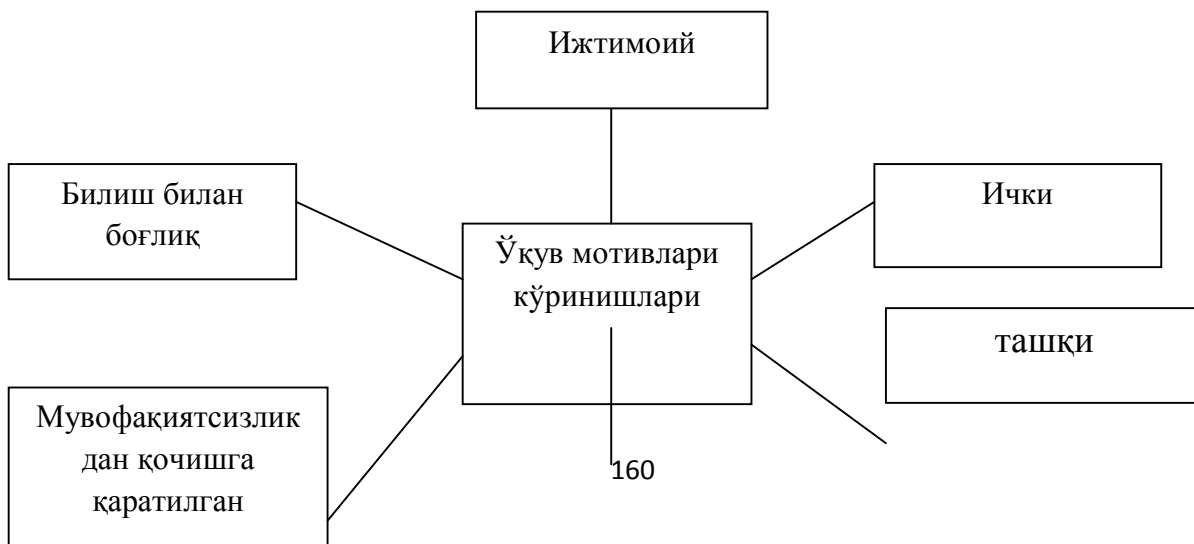 Ижтимоий
Билиш билан
боғлиқ
Ички
Ўқув мотивлари
кўринишлари
ташқи
Мувофақиятсизлик
дан қочишга
қаратилган
160